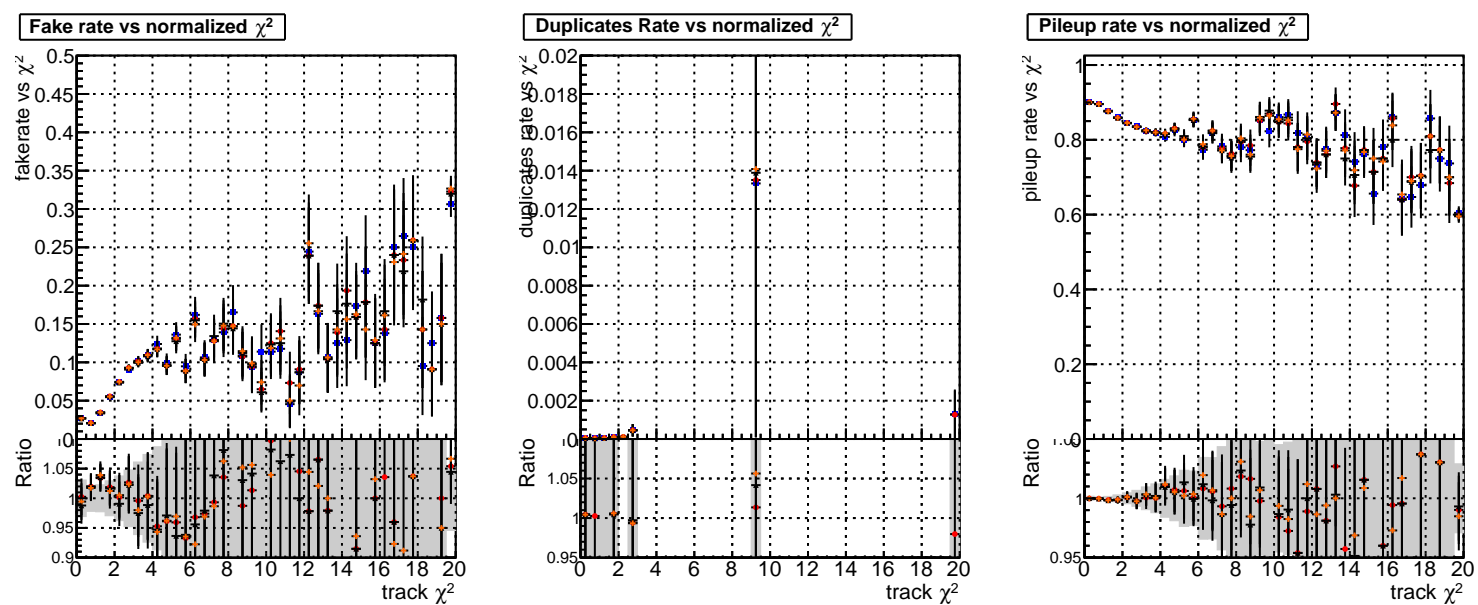 Fake rate vs normalized χ²
fakerate vs χ²
0.5
0.45
0.4
0.35
0.3
0.25
0.2
0.15
0.1
0.05
0
Ratio
1.05
1
0.95
0.9
0 2 4 6 8 10 12 14 16 18 20
track χ²
Duplicates Rate vs normalized χ²
duplicates rate vs χ²
0.02
0.018
0.016
0.014
0.012
0.01
0.008
0.006
0.004
0.002
0
Ratio
1.05
1
0.95
0 2 4 6 8 10 12 14 16 18 20
track χ²
Pileup rate vs normalized χ²
pileup rate vs χ²
1
0.8
0.6
0.4
0.2
0
Ratio
1.05
1
0.95
0 2 4 6 8 10 12 14 16 18 20
track χ²